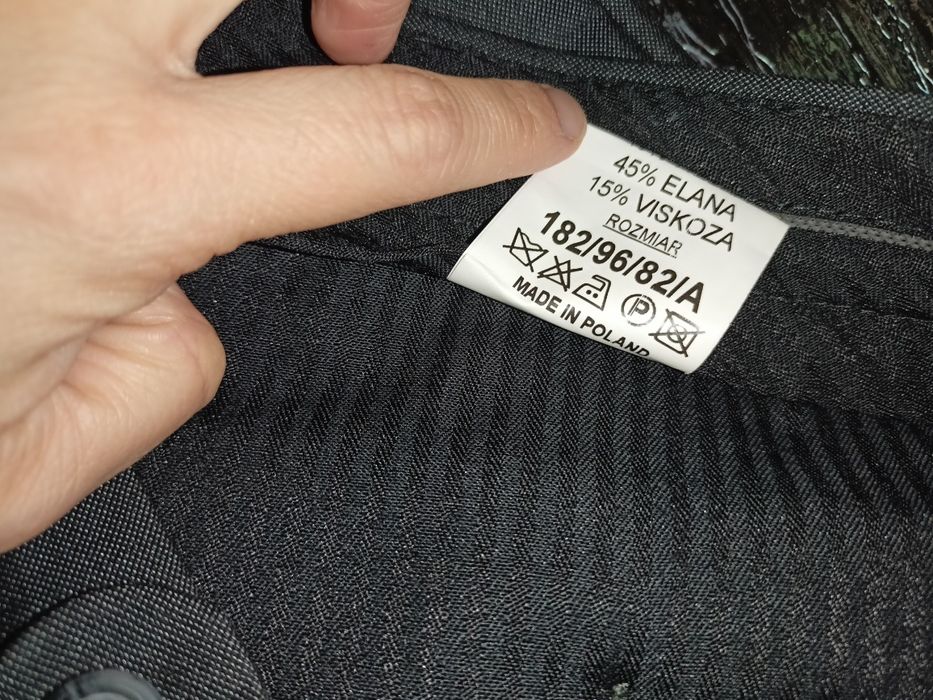 45% ELANA
15% VISKOZA
ROZMIAR
182/96/82/A
P
MADE IN POLAND